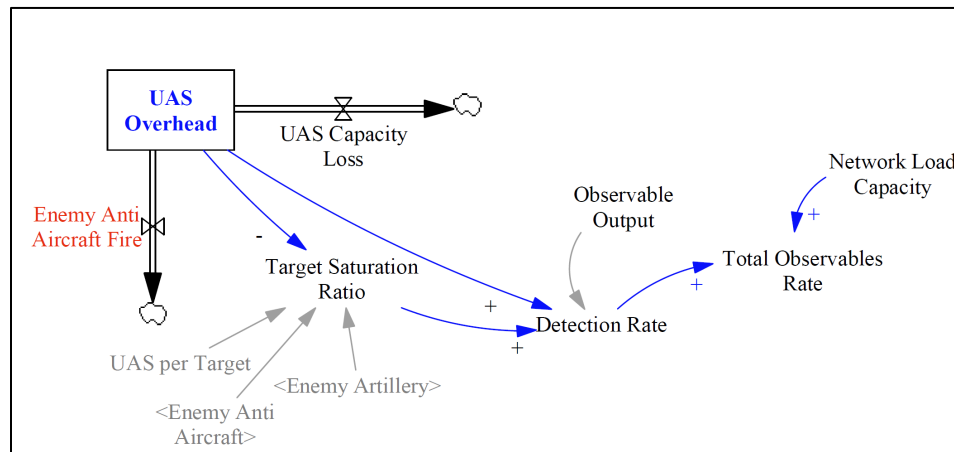 UAS
Overhead
UAS Capacity
Loss
Network Load
Capacity
Observable
Output
Enemy Anti
Aircraft Fire
-
+
Target Saturation
Ratio
Total Observables
Rate
+
+
Detection Rate
+
UAS per Target
<Enemy Artillery>
<Enemy Anti
Aircraft>